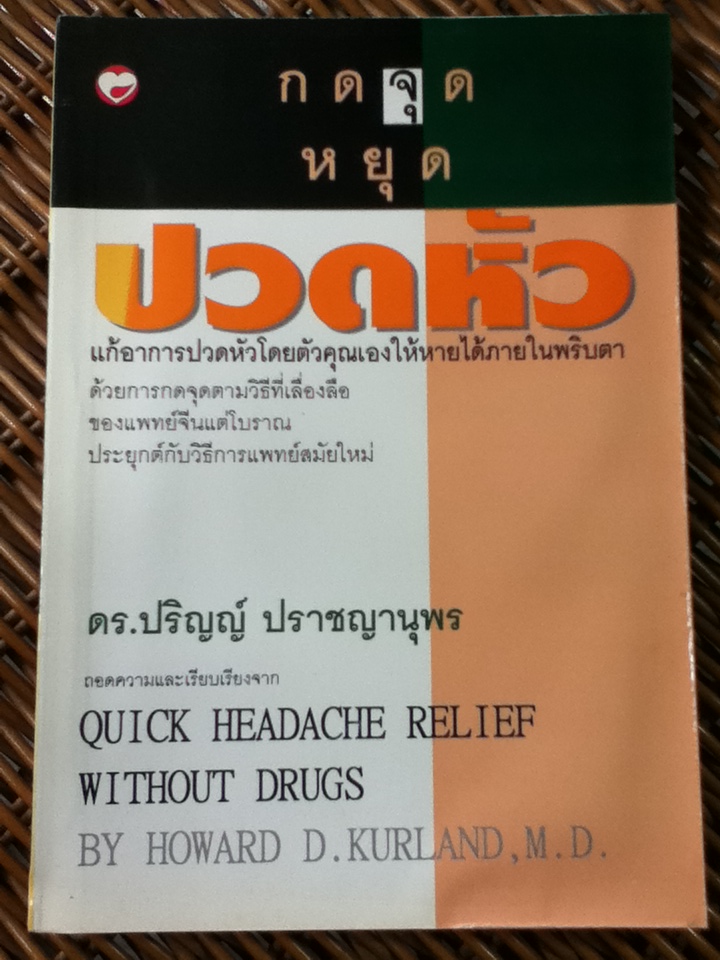 กดจุด
หยุด
ปวดหัว
แก้อาการปวดหัวโดยตัวคุณเองให้หายได้ภายในพริบตา
ด้วยการกดจุดตามวิธีที่เลื่องลือ
ของแพทย์จีนแต่โบราณ
ประยุกต์กับวิธีการแพทย์สมัยใหม่
ดร.ปริญญ์ ปราชญานุพร
ถอดความและเรียบเรียงจาก
QUICK HEADACHE RELIEF
WITHOUT DRUGS
BY HOWARD D.KURLAND,M.D.